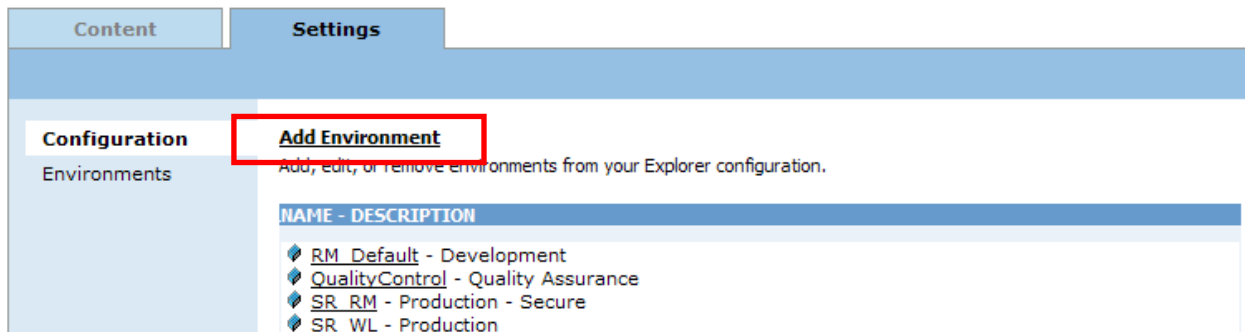 Content
Settings
Configuration
Environments
Add Environment
Add, edit, or remove environments from your Explorer configuration.
NAME - DESCRIPTION
RM_Default - Development
QualityControl - Quality Assurance
SR_RM - Production - Secure
SR_WL - Production